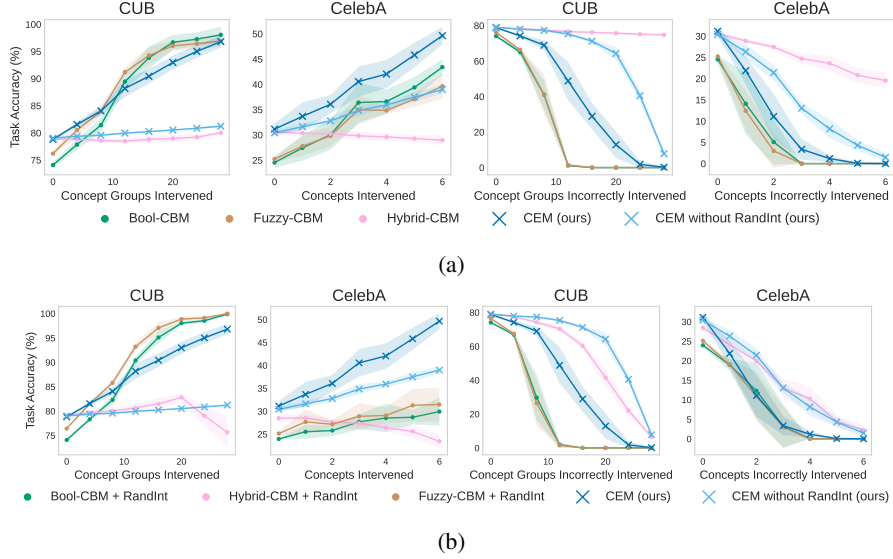 CUB
CelebA
CUB
CelebA
Task Accuracy (%)
100
95
90
85
80
75
0
10
20
Concept Groups Intervened
50
45
40
35
30
25
0
2
4
6
Concepts Intervened
80
60
40
20
0
0
10
20
Concept Groups Incorrectly Intervened
30
25
20
15
10
5
0
0
2
4
6
Concepts Incorrectly Intervened
Bool-CBM
Fuzzy-CBM
Hybrid-CBM
CEM (ours)
CEM without RandInt (ours)
(a)
CUB
CelebA
CUB
CelebA
Task Accuracy (%)
100
95
90
85
80
75
0
10
20
Concept Groups Intervened
50
45
40
35
30
25
0
2
4
6
Concepts Intervened
80
60
40
20
0
0
10
20
Concept Groups Incorrectly Intervened
30
25
20
15
10
5
0
0
2
4
6
Concepts Incorrectly Intervened
Bool-CBM + RandInt
Hybrid-CBM + RandInt
Fuzzy-CBM + RandInt
CEM (ours)
CEM without RandInt (ours)
(b)